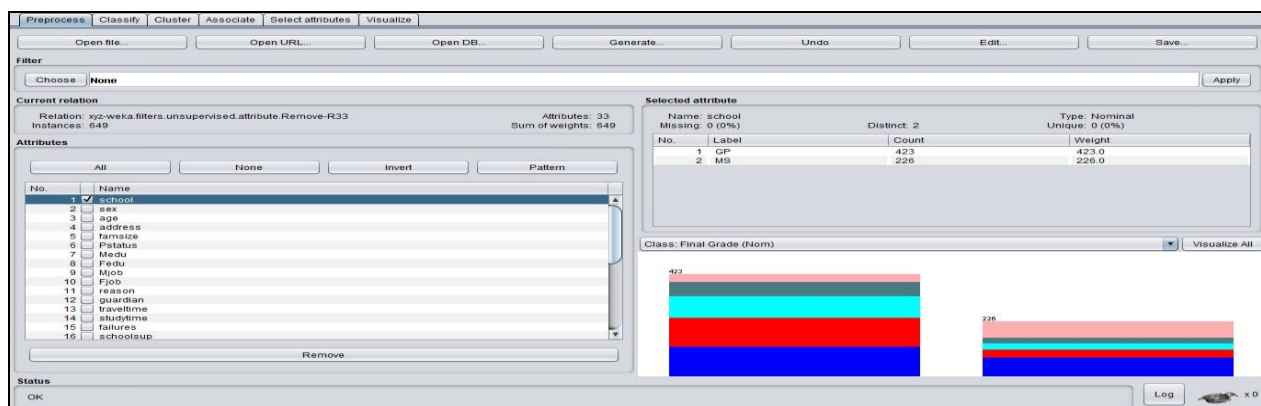 Preprocess Classify Cluster Associate Select attributes Visualize
Open file... Open URL... Open DB... Generate... Undo Edit... Save...
Filter
Choose None Apply
Current relation
Relation: xyz-weka.filters.unsupervised.attribute.Remove-R33 Attributes: 33
Instances: 649 Sum of weights: 649
Attributes
All None Invert Pattern
No. Name
1 school
2 sex
3 age
4 address
5 famsize
6 Pstatus
7 Medu
8 Fedu
9 Mjob
10 Fjob
11 reason
12 guardian
13 traveltime
14 studytime
15 failures
16 schoolsup
Remove
Selected attribute
Name: school Type: Nominal
Missing: 0 (0%) Distinct: 2 Unique: 0 (0%)
No. Label Count Weight
1 GP 423 423.0
2 MS 226 226.0
Class: Final Grade (Nom) Visualize All
423
226
Status
OK Log x 0